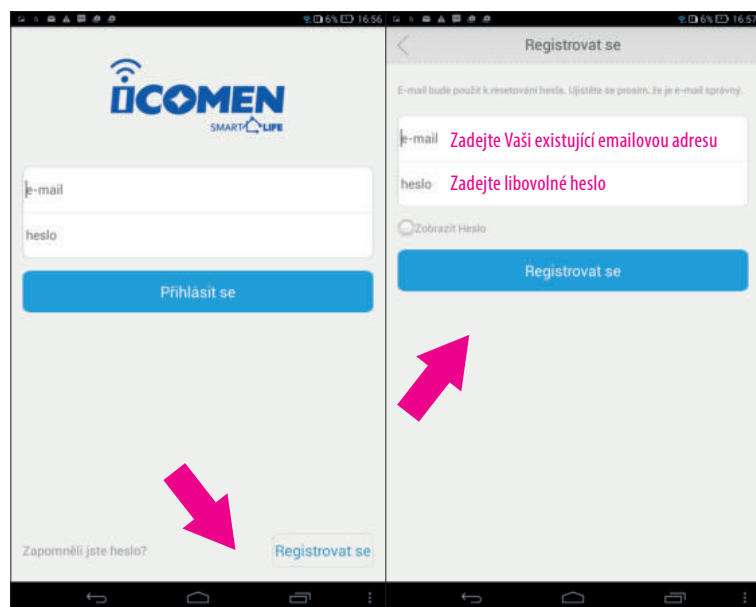 6% 16:56
ICOMEN
SMART LIFE
e-mail
heslo
Přihlásit se
Zapomněli jste heslo?
Registrovat se
6% 16:57
Registrovat se
E-mail bude použit k resetování hesla. Ujistěte se prosím, že je e-mail správný.
e-mail Zadejte Vaši existující emailovou adresu
heslo Zadejte libovolné heslo
Zobrazit Heslo
Registrovat se